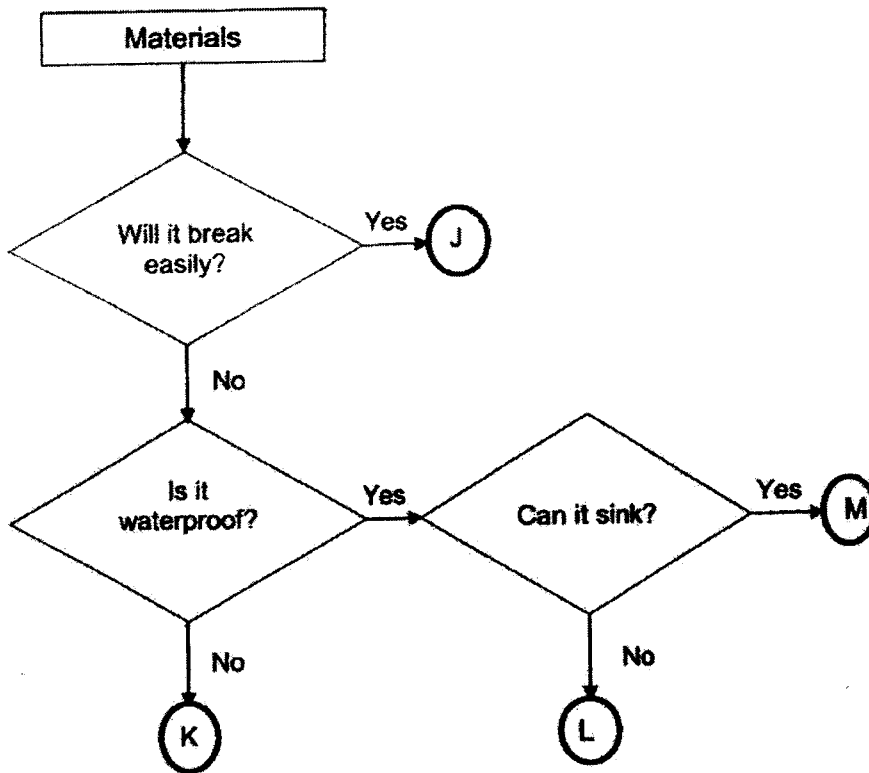 Materials
Will it break
easily?
Yes
J
No
Is it
waterproof?
Yes
Can it sink?
Yes
M
No
K
No
L